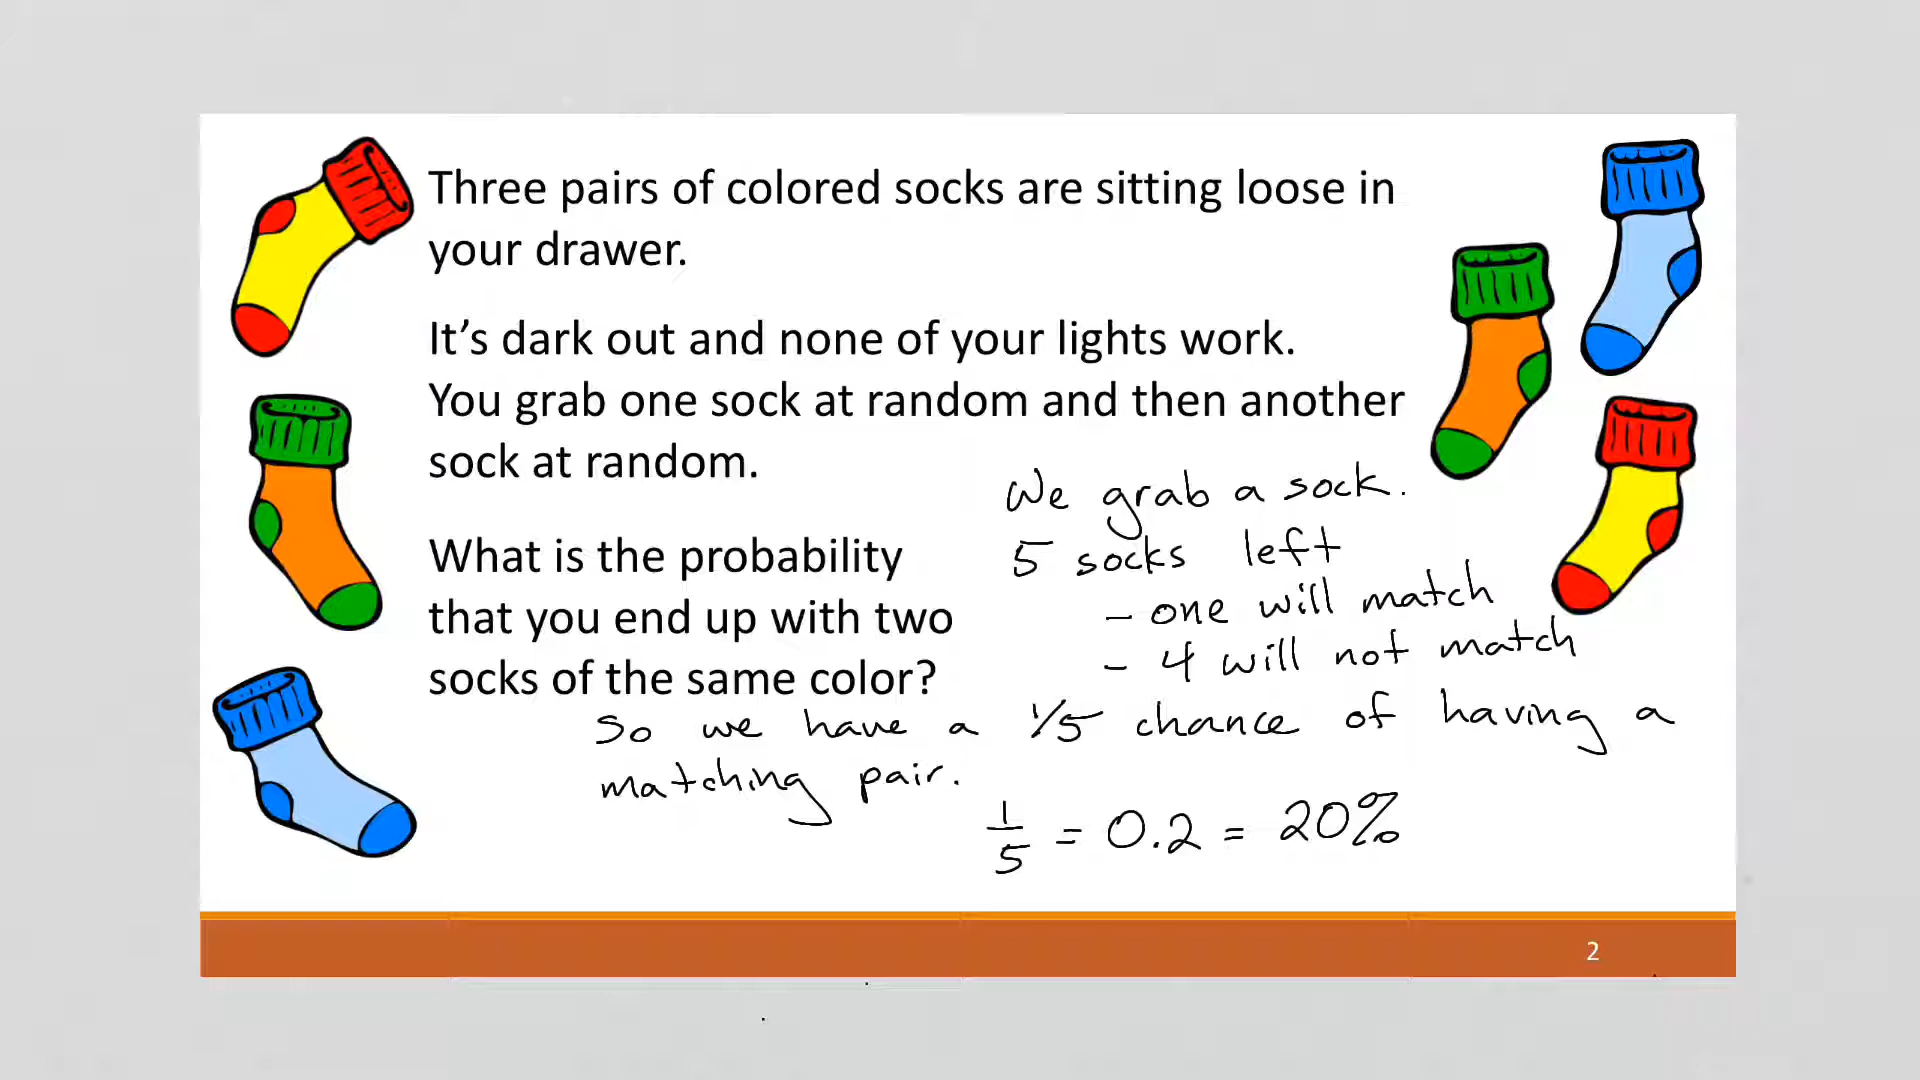 Three pairs of colored socks are sitting loose in
your drawer.
It’s dark out and none of your lights work.
You grab one sock at random and then another
sock at random.
What is the probability
that you end up with two
socks of the same color?
We grab a sock.
5 socks left
- one will match
- 4 will not match
So we have a 1/5 chance of having a
matching pair.
1/5 = 0.2 = 20%
2